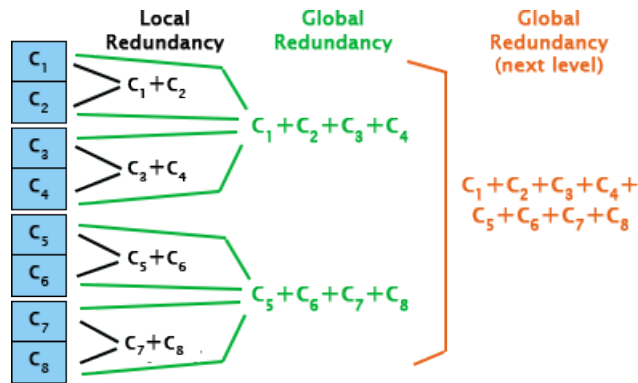 Local
Redundancy
Global
Redundancy
Global
Redundancy
(next level)
C₁
C₂
C₃
C₄
C₅
C₆
C₇
C₈
C₁+C₂
C₃+C₄
C₅+C₆
C₇+C₈
C₁+C₂+C₃+C₄
C₅+C₆+C₇+C₈
C₁+C₂+C₃+C₄+
C₅+C₆+C₇+C₈